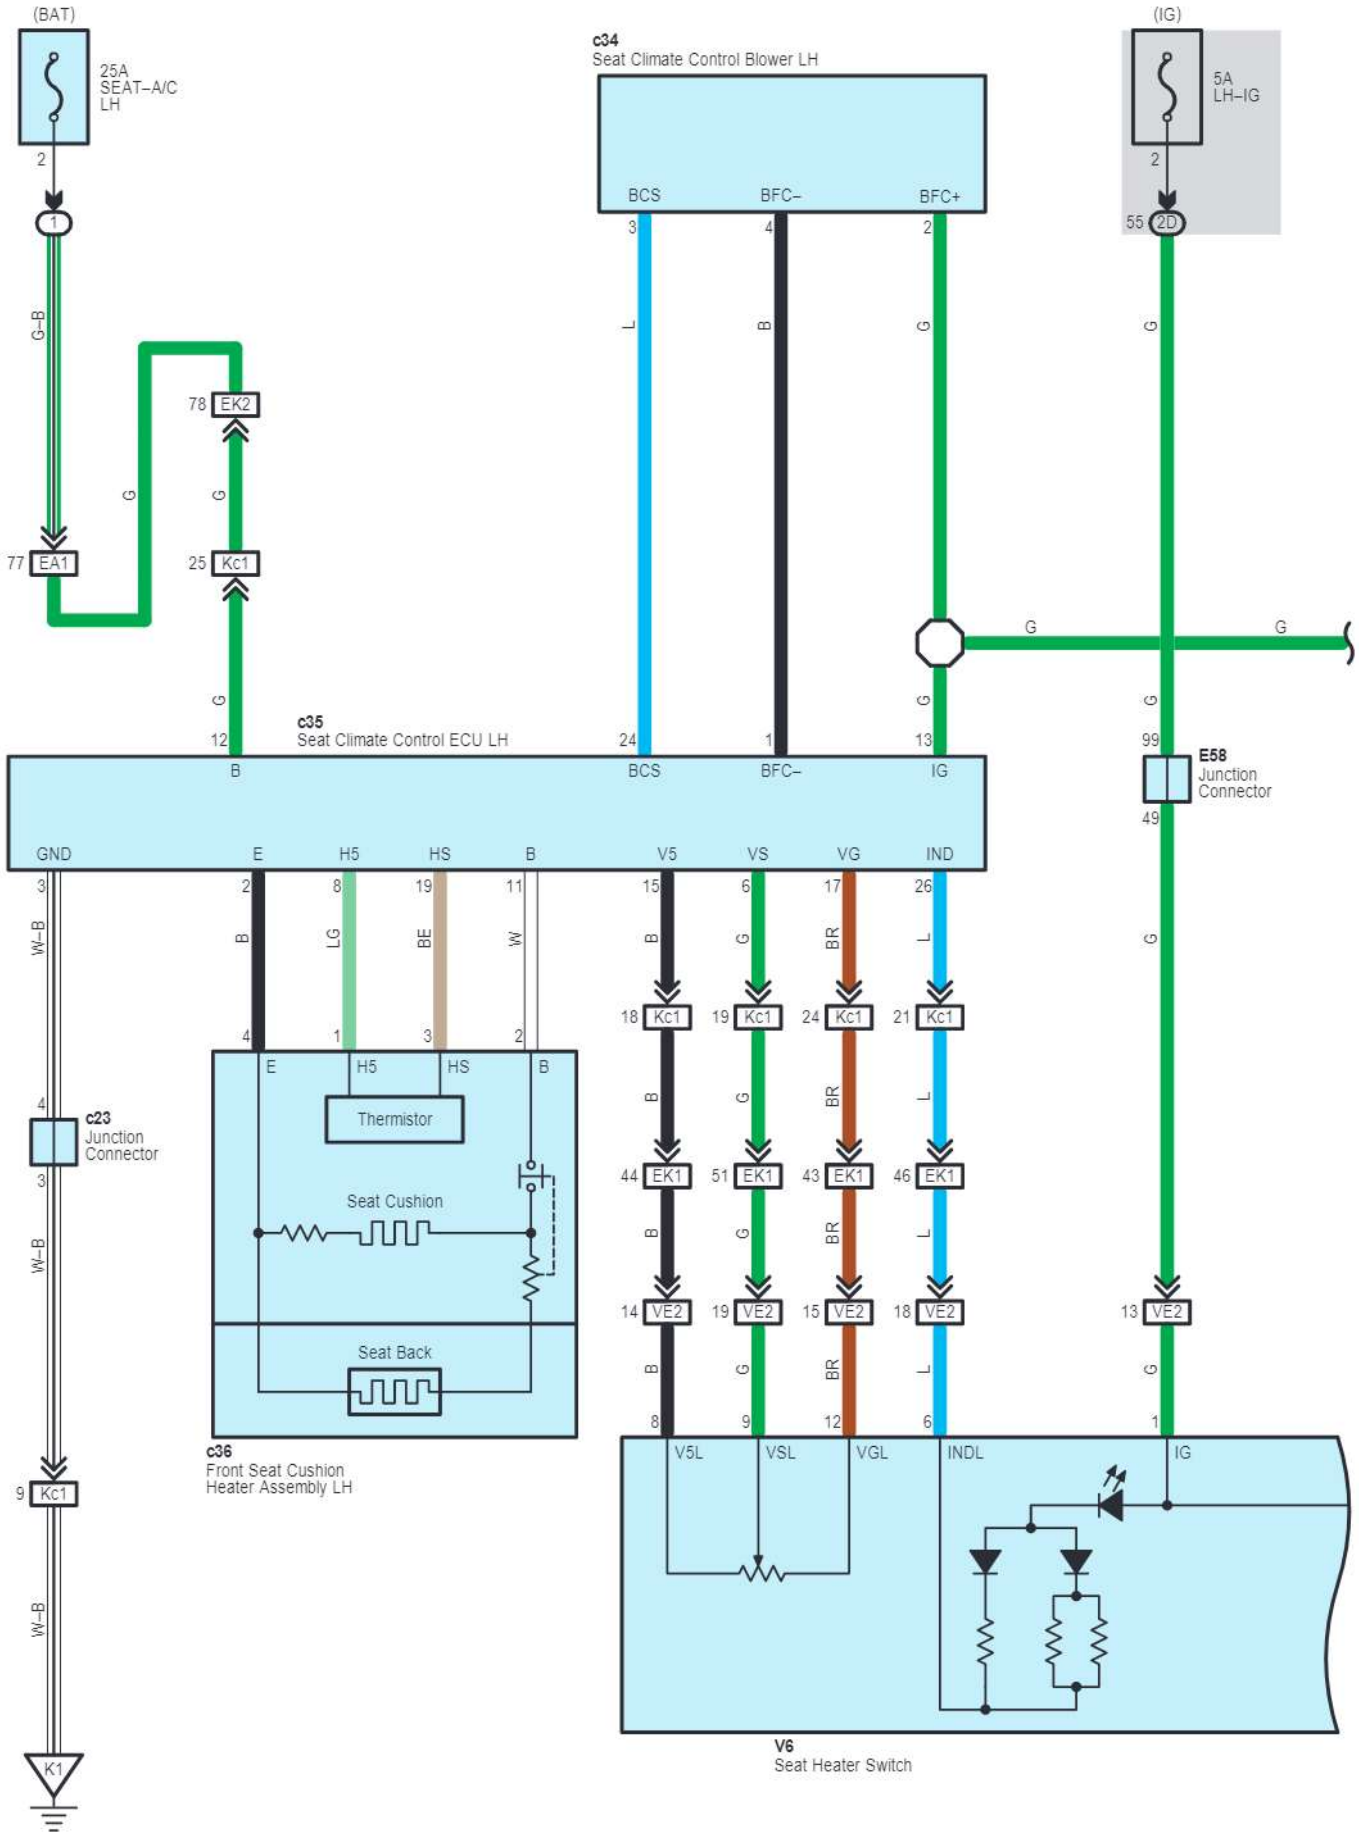 (BAT)
(IG)
25A
SEAT–A/C
LH
c34
Seat Climate Control Blower LH
5A
LH–IG
2
2
1
BCS
BFC–
BFC+
3
4
2
55
2D
G–B
L
B
G
G
78
EK2
G
G
77
EA1
25
Kc1
G
G
G
G
G
12
c35
Seat Climate Control ECU LH
24
1
13
99
E58
Junction
Connector
49
B
BCS
BFC–
IG
GND
E
H5
HS
B
V5
VS
VG
IND
3
2
8
19
11
15
6
17
26
W–B
B
LG
BE
W
B
G
BR
L
G
18
Kc1
19
Kc1
24
Kc1
21
Kc1
4
1
3
2
E
H5
HS
B
4
c23
Junction
Connector
3
Thermistor
B
G
BR
L
44
EK1
51
EK1
43
EK1
46
EK1
Seat Cushion
W–B
B
G
BR
L
14
VE2
19
VE2
15
VE2
18
VE2
13
VE2
Seat Back
B
G
BR
L
G
8
9
12
6
1
V5L
VSL
VGL
INDL
IG
c36
Front Seat Cushion
Heater Assembly LH
9
Kc1
W–B
V6
Seat Heater Switch
K1